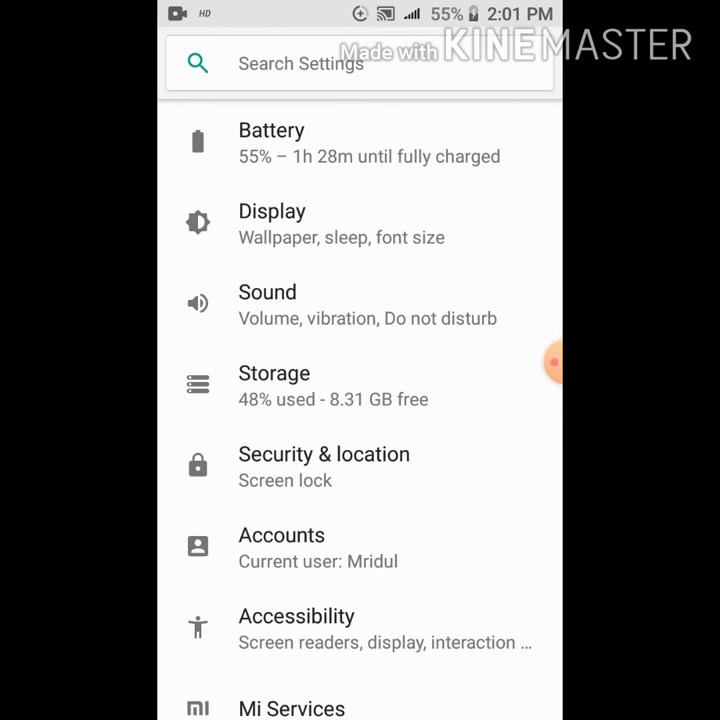 HD 55% 2:01 PM
Made with KINEMASTER
Search Settings
Battery
55% – 1h 28m until fully charged
Display
Wallpaper, sleep, font size
Sound
Volume, vibration, Do not disturb
Storage
48% used - 8.31 GB free
Security & location
Screen lock
Accounts
Current user: Mridul
Accessibility
Screen readers, display, interaction ...
Mi Services